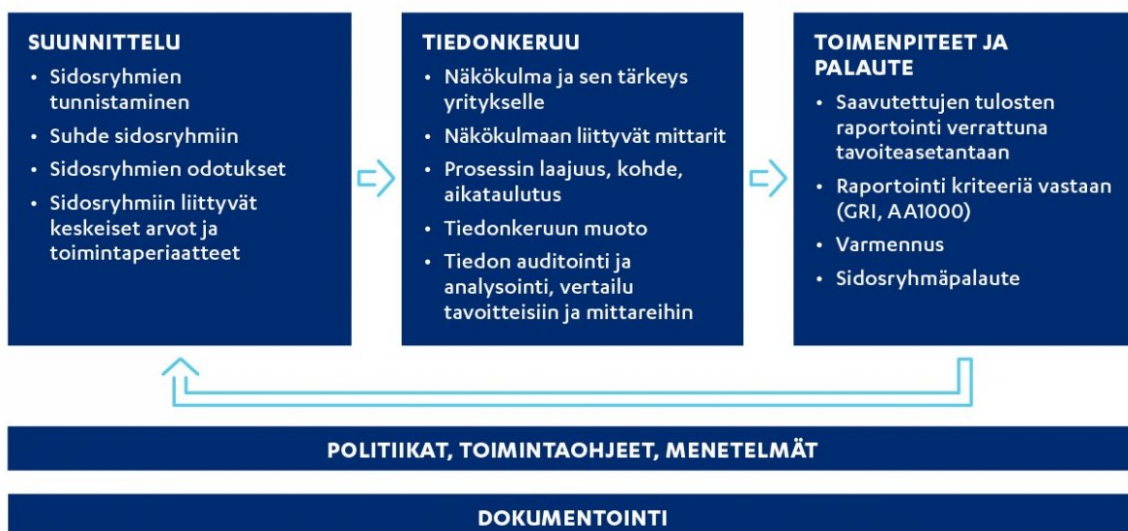 SUUNNITTELU
• Sidosryhmien
tunnistaminen
• Suhde sidosryhmiin
• Sidosryhmien odotukset
• Sidosryhmiin liittyvät
keskeiset arvot ja
toimintaperiaatteet
TIEDONKERUU
• Näkökulma ja sen tärkeys
yritykselle
• Näkökulmaan liittyvät mittarit
• Prosessin laajuus, kohde,
aikataulutus
• Tiedonkeruun muoto
• Tiedon auditointi ja
analysointi, vertailu
tavoitteisiin ja mittareihin
TOIMENPITEET JA
PALAUTE
• Saavutettujen tulosten
raportointi verrattuna
tavoiteasetantaan
• Raportointi kriteeriä vastaan
(GRI, AA1000)
• Varmennus
• Sidosryhmäpalaute
POLITIIKAT, TOIMINTAOHJEET, MENETELMÄT
DOKUMENTOINTI